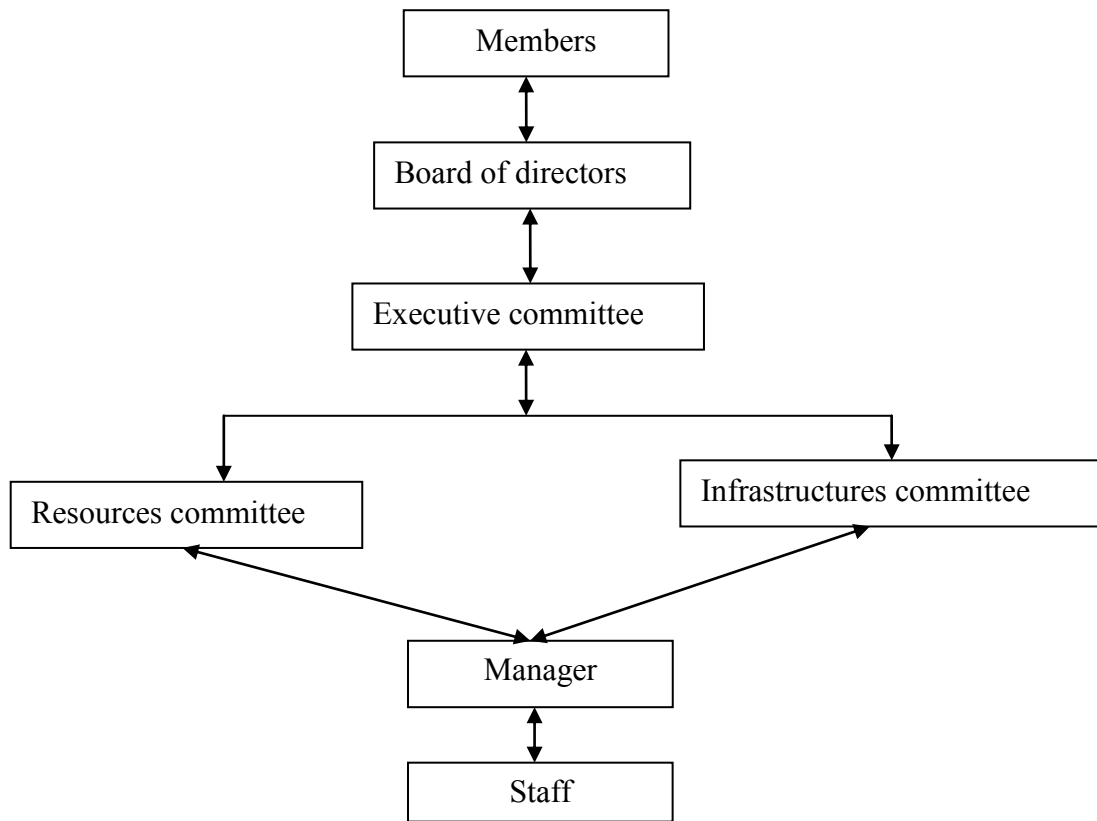 Members
Board of directors
Executive committee
Resources committee
Infrastructures committee
Manager
Staff